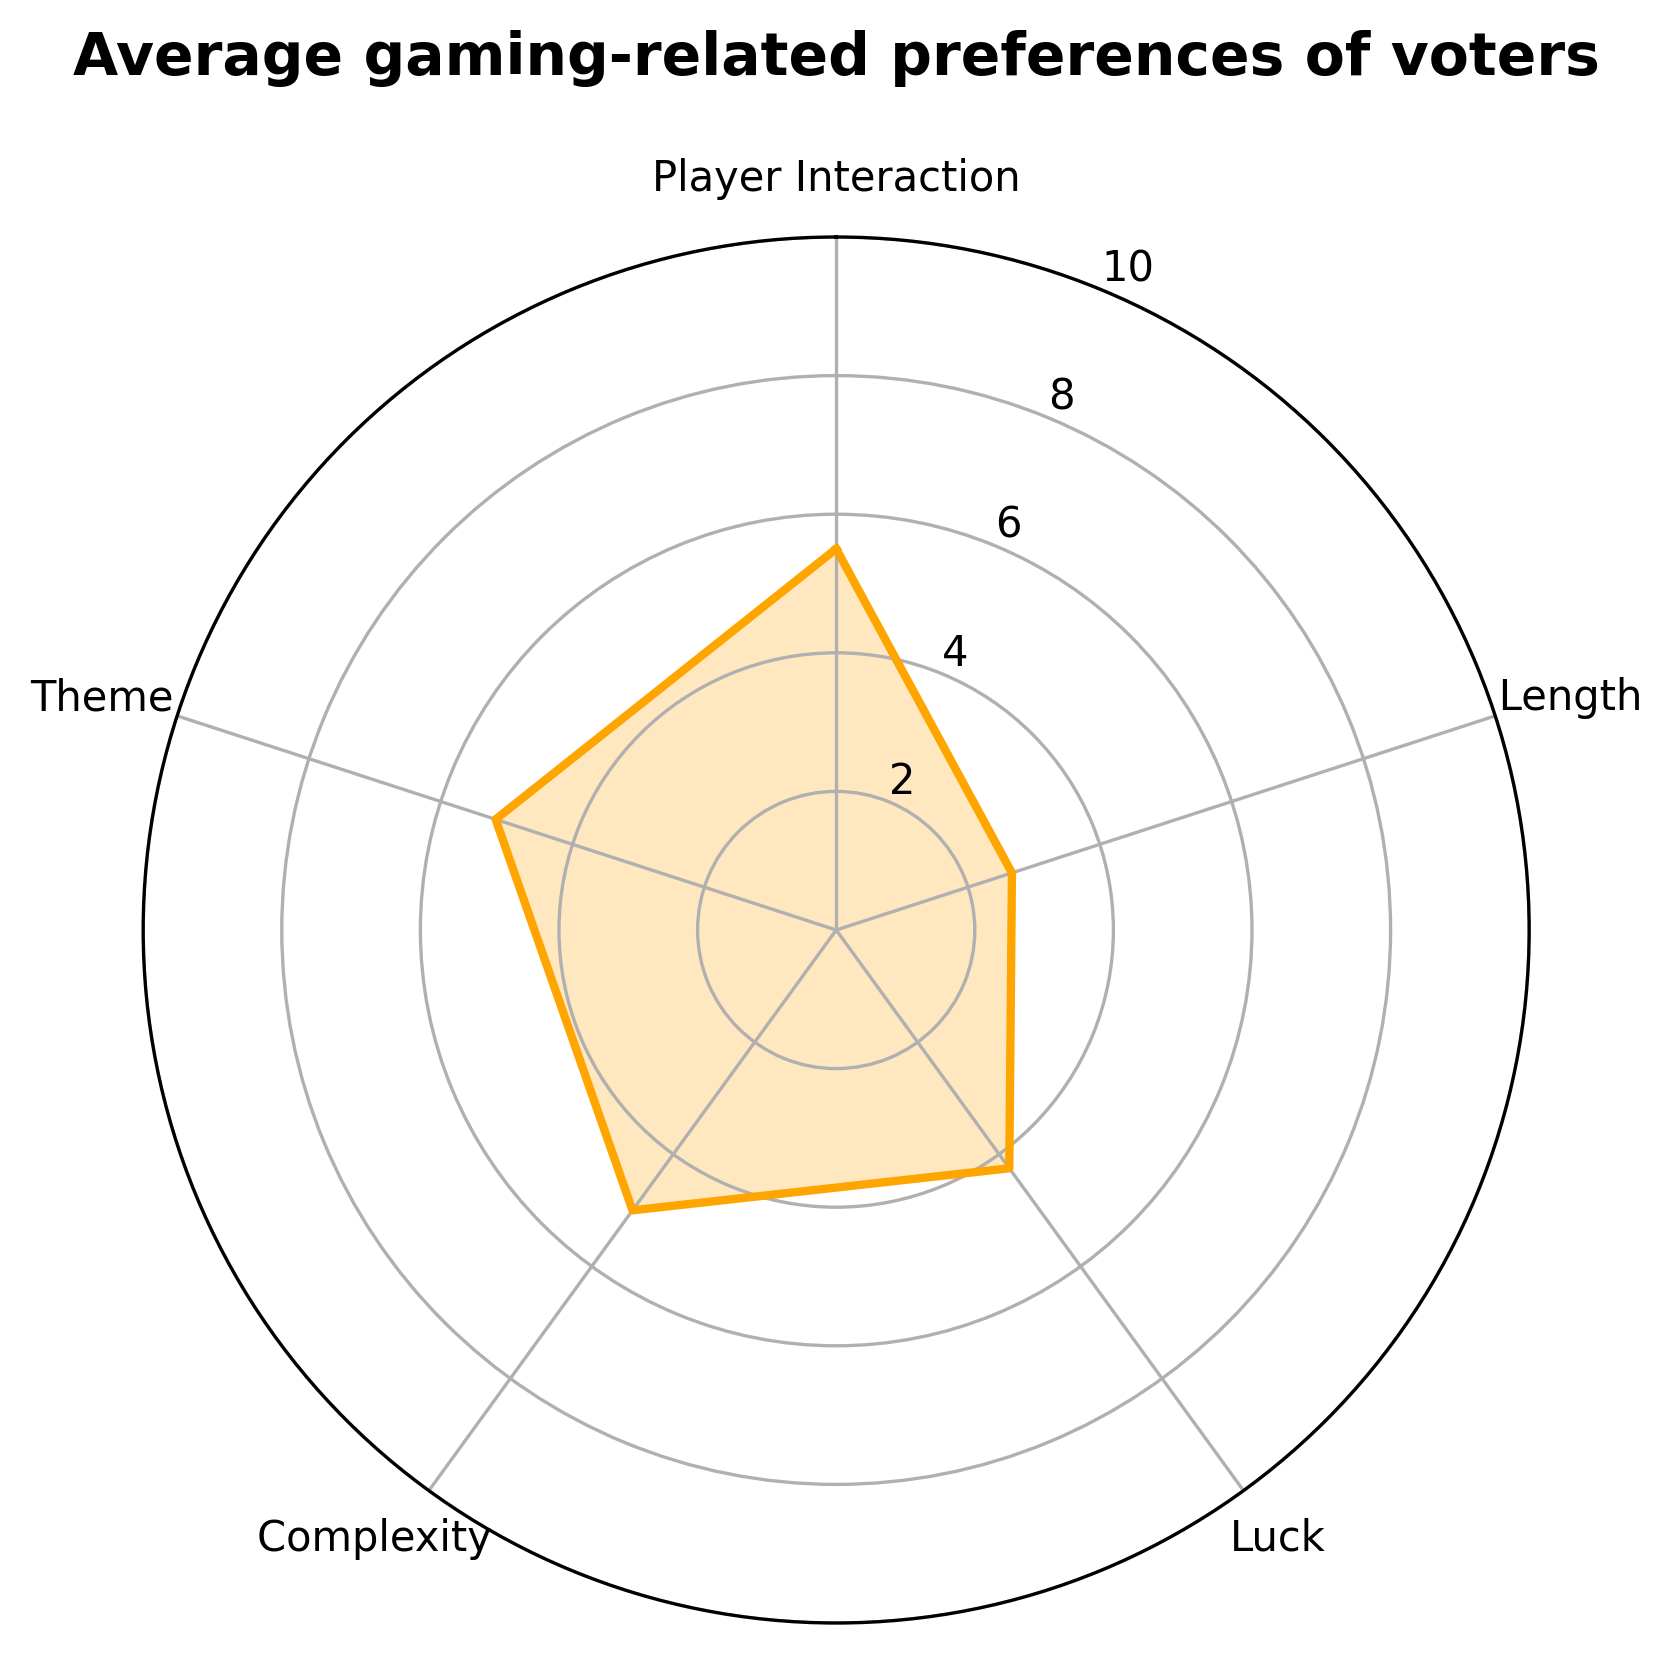 Average gaming-related preferences of voters
Player Interaction
10
8
6
4
2
Theme
Length
Complexity
Luck